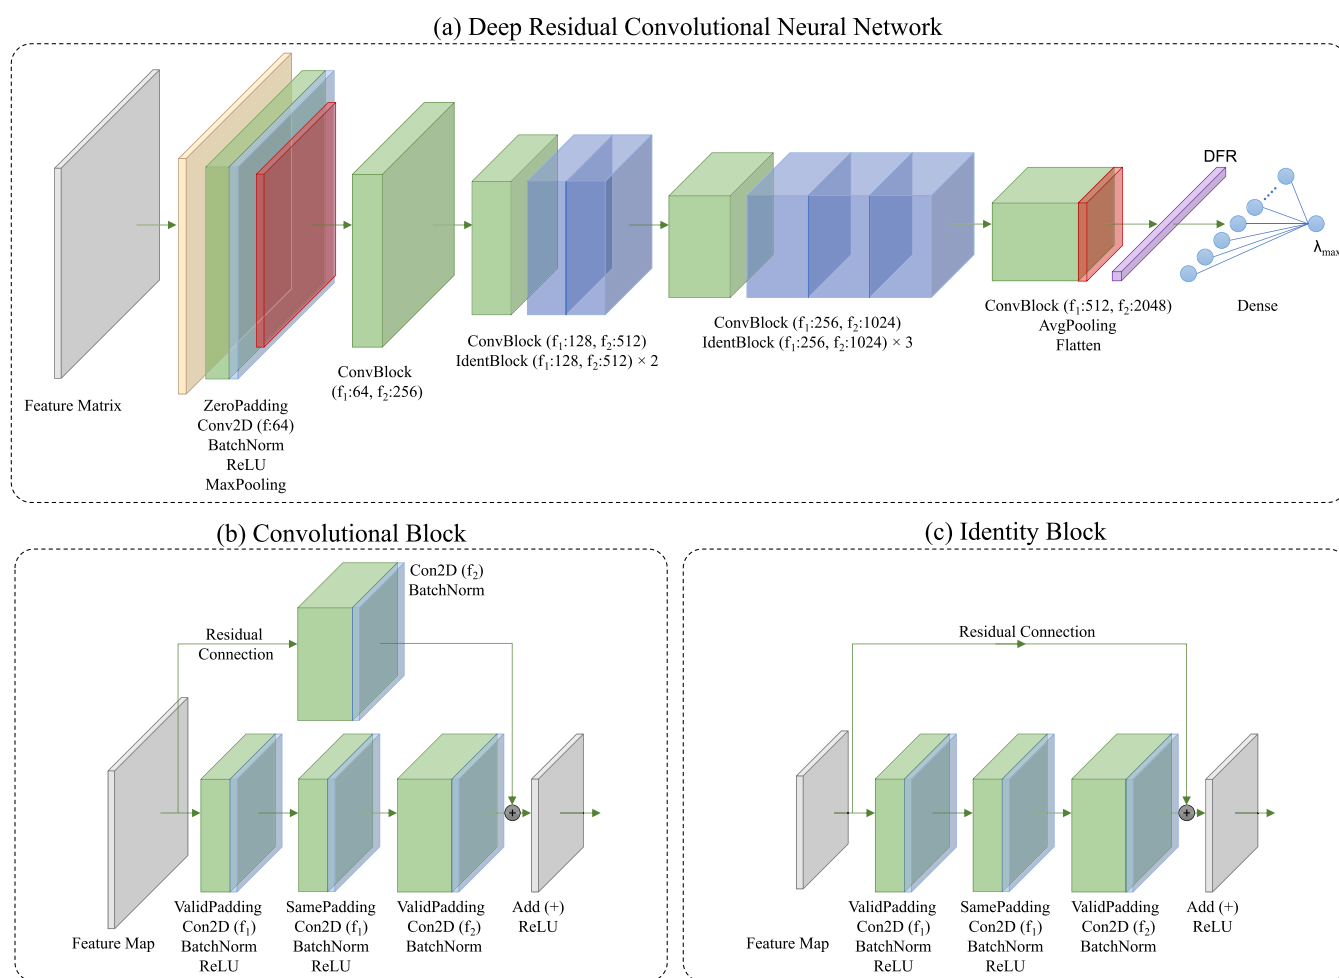 (a) Deep Residual Convolutional Neural Network
DFR
λmax
Feature Matrix
ZeroPadding
Conv2D (f:64)
BatchNorm
ReLU
MaxPooling
ConvBlock
(f₁:64, f₂:256)
ConvBlock (f₁:128, f₂:512)
IdentBlock (f₁:128, f₂:512) × 2
ConvBlock (f₁:256, f₂:1024)
IdentBlock (f₁:256, f₂:1024) × 3
ConvBlock (f₁:512, f₂:2048)
AvgPooling
Flatten
Dense
(b) Convolutional Block
Con2D (f₂)
BatchNorm
Residual
Connection
+
Feature Map
ValidPadding
Con2D (f₁)
BatchNorm
ReLU
SamePadding
Con2D (f₁)
BatchNorm
ReLU
ValidPadding
Con2D (f₂)
BatchNorm
Add (+)
ReLU
(c) Identity Block
Residual Connection
+
Feature Map
ValidPadding
Con2D (f₁)
BatchNorm
ReLU
SamePadding
Con2D (f₁)
BatchNorm
ReLU
ValidPadding
Con2D (f₂)
BatchNorm
Add (+)
ReLU